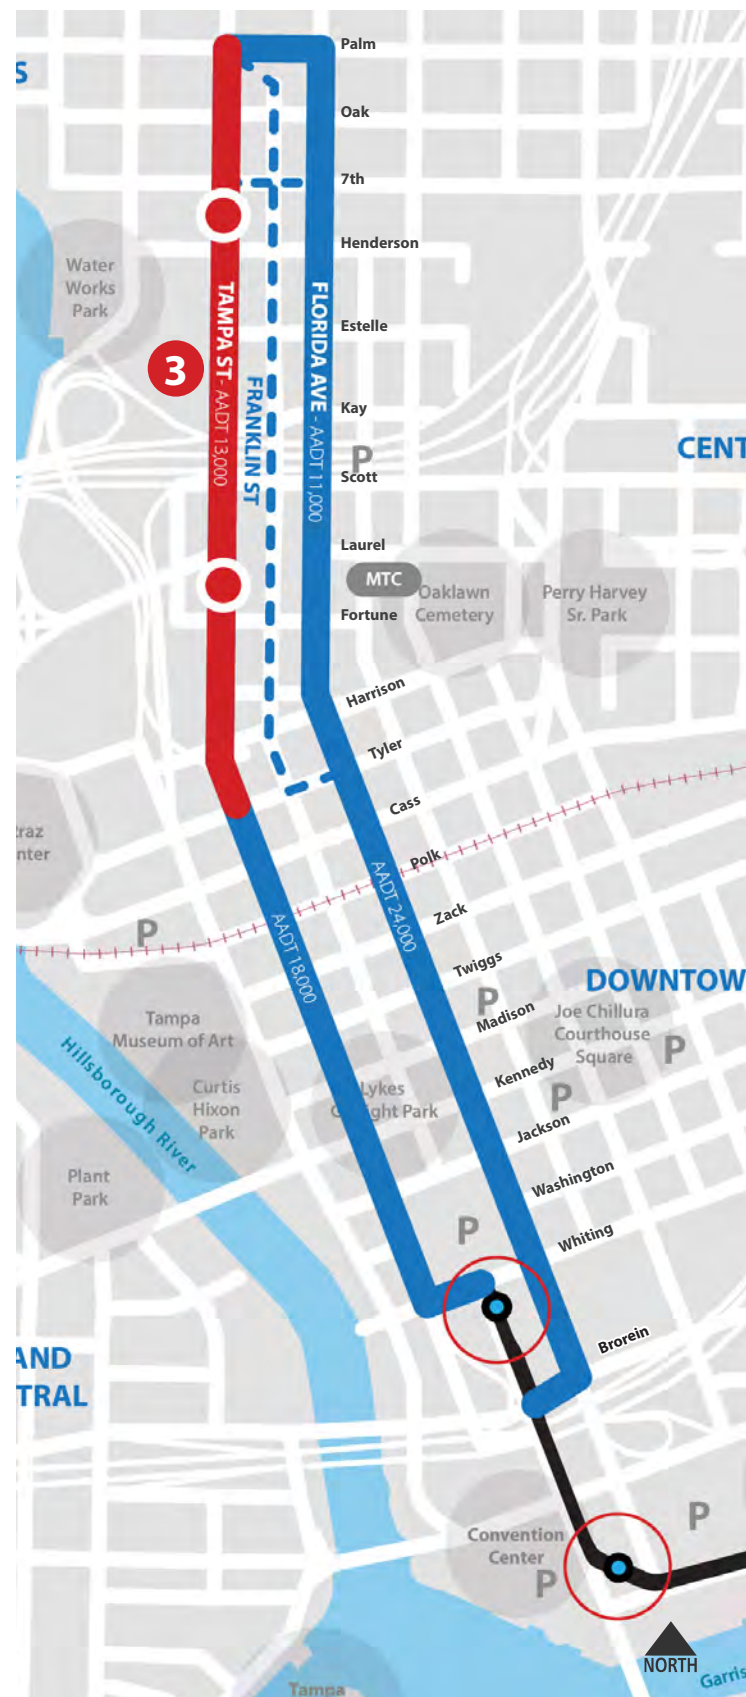 Palm
S
Oak
7th
Henderson
Water
Works
Park
TAMPA ST - AADT 13,000
FLORIDA AVE - AADT 11,000
Estelle
3
FRANKLIN ST
Kay
CENT
P
Scott
Laurel
MTC
Oaklawn
Cemetery
Perry Harvey
Sr. Park
Fortune
Harrison
Tyler
Cass
raz
nter
Polk
AADT 24,000
Zack
P
AADT 18,000
Twiggs
DOWNTOW
P
Madison
Joe Chillura
Courthouse
Square
P
Tampa
Museum of Art
Hillsborough River
Kennedy
Curtis
Hixon
Park
Lykes
G ight Park
P
Jackson
Plant
Park
Washington
P
Whiting
Brorein
AND
TRAL
P
Convention
Center
P
NORTH
Garris
Tampa